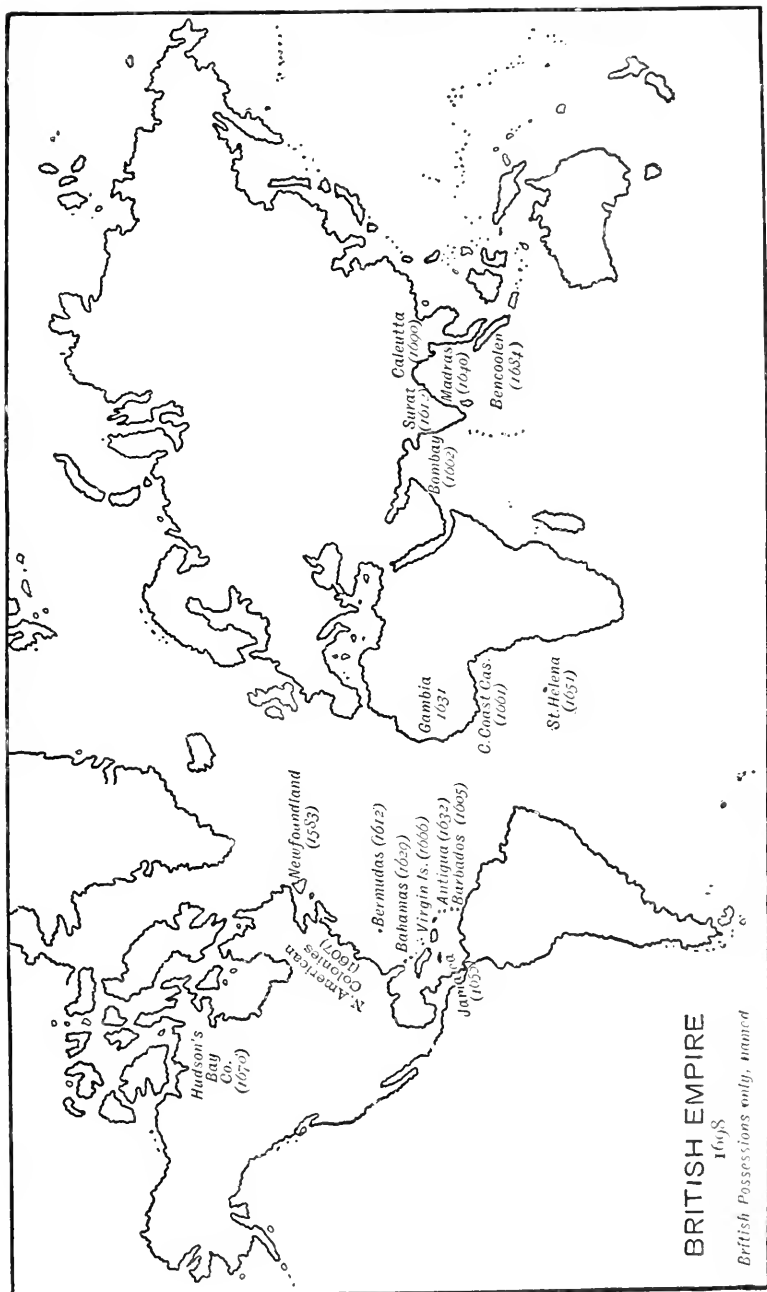 BRITISH EMPIRE
1698
British Possessions only, named
Hudson's
Bay
Co.
(1670)
N. American
Colonies
(1607)
Newfoundland
(1583)
Bermudas (1612)
Bahamas (1629)
Virgin Is. (1666)
Antigua (1632)
Barbados (1605)
Jamaica
Gambia
1631
C. Coast Cas.
(1661)
St. Helena
(1651)
Surat
(1612)
Bombay
(1662)
Calcutta
(1690)
Madras
(1640)
Bencoolen
(1684)